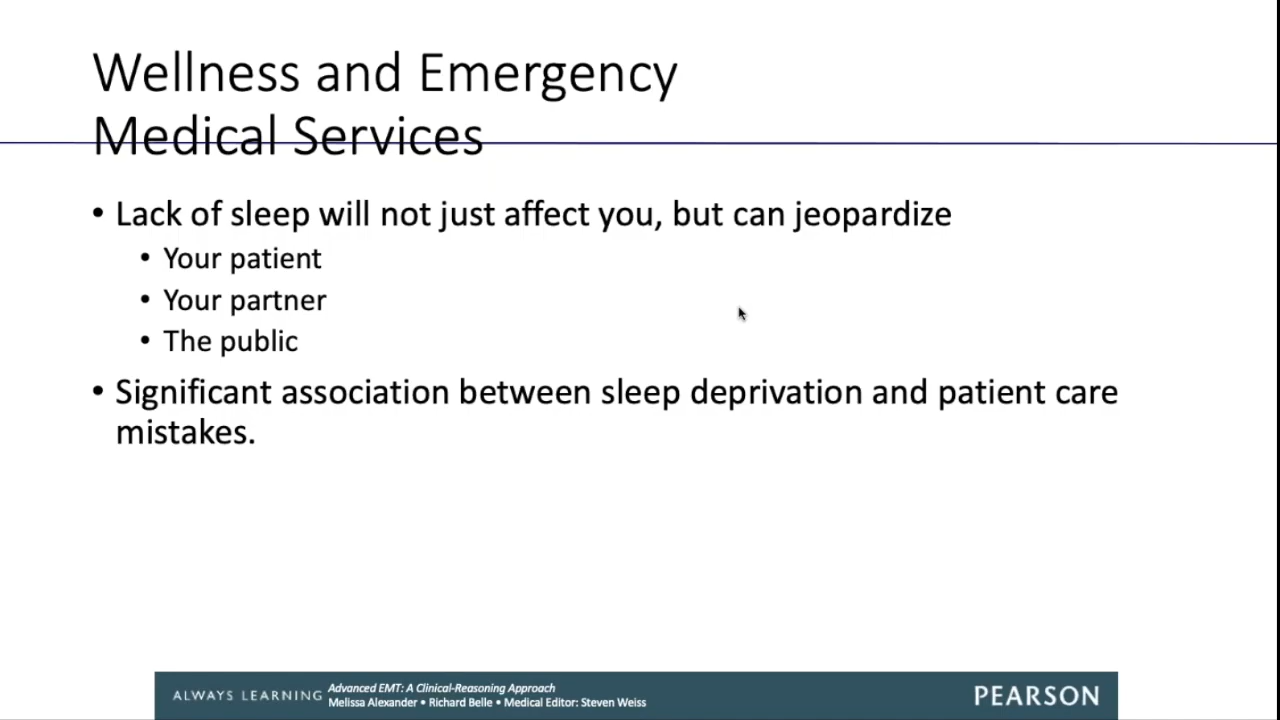 Wellness and Emergency
Medical Services
• Lack of sleep will not just affect you, but can jeopardize
• Your patient
• Your partner
• The public
• Significant association between sleep deprivation and patient care
mistakes.
ALWAYS LEARNING
Advanced EMT: A Clinical-Reasoning Approach
Melissa Alexander • Richard Belle • Medical Editor: Steven Weiss
PEARSON